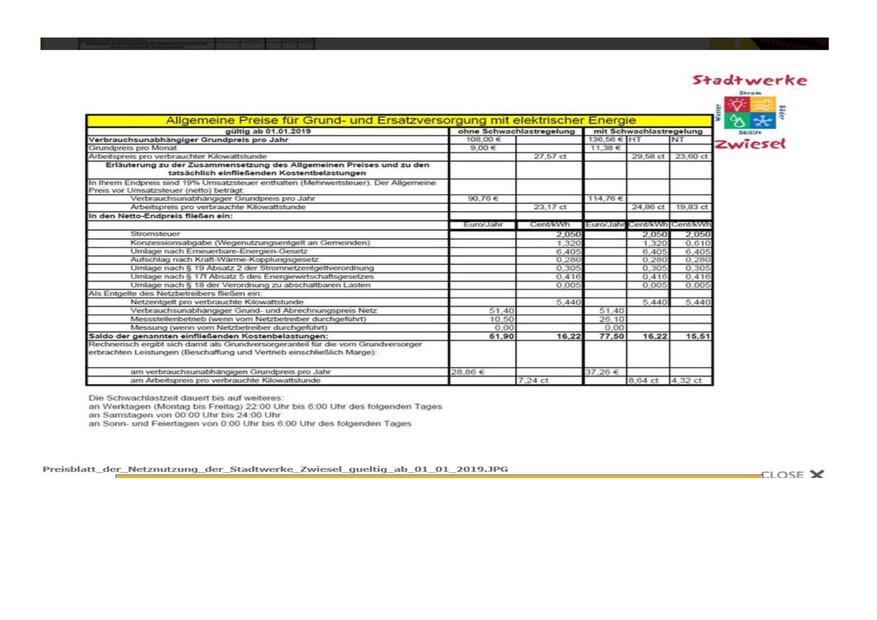 Stadtwerke
Strom
Wasser
Bäder
Skilift
Zwiesel
Allgemeine Preise für Grund- und Ersatzversorgung mit elektrischer Energie
gültig ab 01.01.2019 ohne Schwachlastregelung mit Schwachlastregelung
Verbrauchsunabhängiger Grundpreis pro Jahr 108,00 € 136,56 € HT NT
Grundpreis pro Monat 9,00 € 11,38 €
Arbeitspreis pro verbrauchter Kilowattstunde 27,57 ct 29,58 ct 23,60 ct
Erläuterung zu der Zusammensetzung des Allgemeinen Preises und zu den
tatsächlich einfließenden Kostentbelastungen
In Ihrem Endpreis sind 19% Umsatzsteuer enthalten (Mehrwertsteuer). Der Allgemeine
Preis vor Umsatzsteuer (netto) beträgt:
Verbrauchsunabhängiger Grundpreis pro Jahr 90,76 € 114,76 €
Arbeitspreis pro verbrauchte Kilowattstunde 23,17 ct 24,86 ct 19,83 ct
In den Netto-Endpreis fließen ein:
Euro/Jahr Cent/kWh Euro/Jahr Cent/kWh Cent/kWh
Stromsteuer 2,050 2,050 2,050
Konzessionsabgabe (Wegenutzungsentgelt an Gemeinden) 1,320 1,320 0,610
Umlage nach Erneuerbare-Energien-Gesetz 6,405 6,405 6,405
Aufschlag nach Kraft-Wärme-Kopplungsgesetz 0,280 0,280 0,280
Umlage nach § 19 Absatz 2 der Stromnetzentgeltverordnung 0,305 0,305 0,305
Umlage nach § 17f Absatz 5 des Energiewirtschaftsgesetzes 0,416 0,416 0,416
Umlage nach § 18 der Verordnung zu abschaltbaren Lasten 0,005 0,005 0,005
Als Entgelte des Netzbetreibers fließen ein:
Netzentgelt pro verbrauchte Kilowattstunde 5,440 5,440 5,440
Verbrauchsunabhängiger Grund- und Abrechnungspreis Netz 51,40 51,40
Messstellenbetrieb (wenn vom Netzbetreiber durchgeführt) 10,50 26,10
Messung (wenn vom Netzbetreiber durchgeführt) 0,00 0,00
Saldo der genannten einfließenden Kostenbelastungen: 61,90 16,22 77,50 16,22 15,51
Rechnerisch ergibt sich damit als Grundversorgeranteil für die vom Grundversorger
erbrachten Leistungen (Beschaffung und Vertrieb einschließlich Marge):
am verbrauchsunabhängigen Grundpreis pro Jahr 28,86 € 37,26 €
am Arbeitspreis pro verbrauchte Kilowattstunde 7,24 ct 8,64 ct 4,32 ct
Die Schwachlastzeit dauert bis auf weiteres:
an Werktagen (Montag bis Freitag) 22:00 Uhr bis 6:00 Uhr des folgenden Tages
an Samstagen von 00:00 Uhr bis 24:00 Uhr
an Sonn- und Feiertagen von 0:00 Uhr bis 6:00 Uhr des folgenden Tages
Preisblatt_der_Netznutzung_der_Stadtwerke_Zwiesel_gueltig_ab_01_01_2019.JPG
CLOSE X